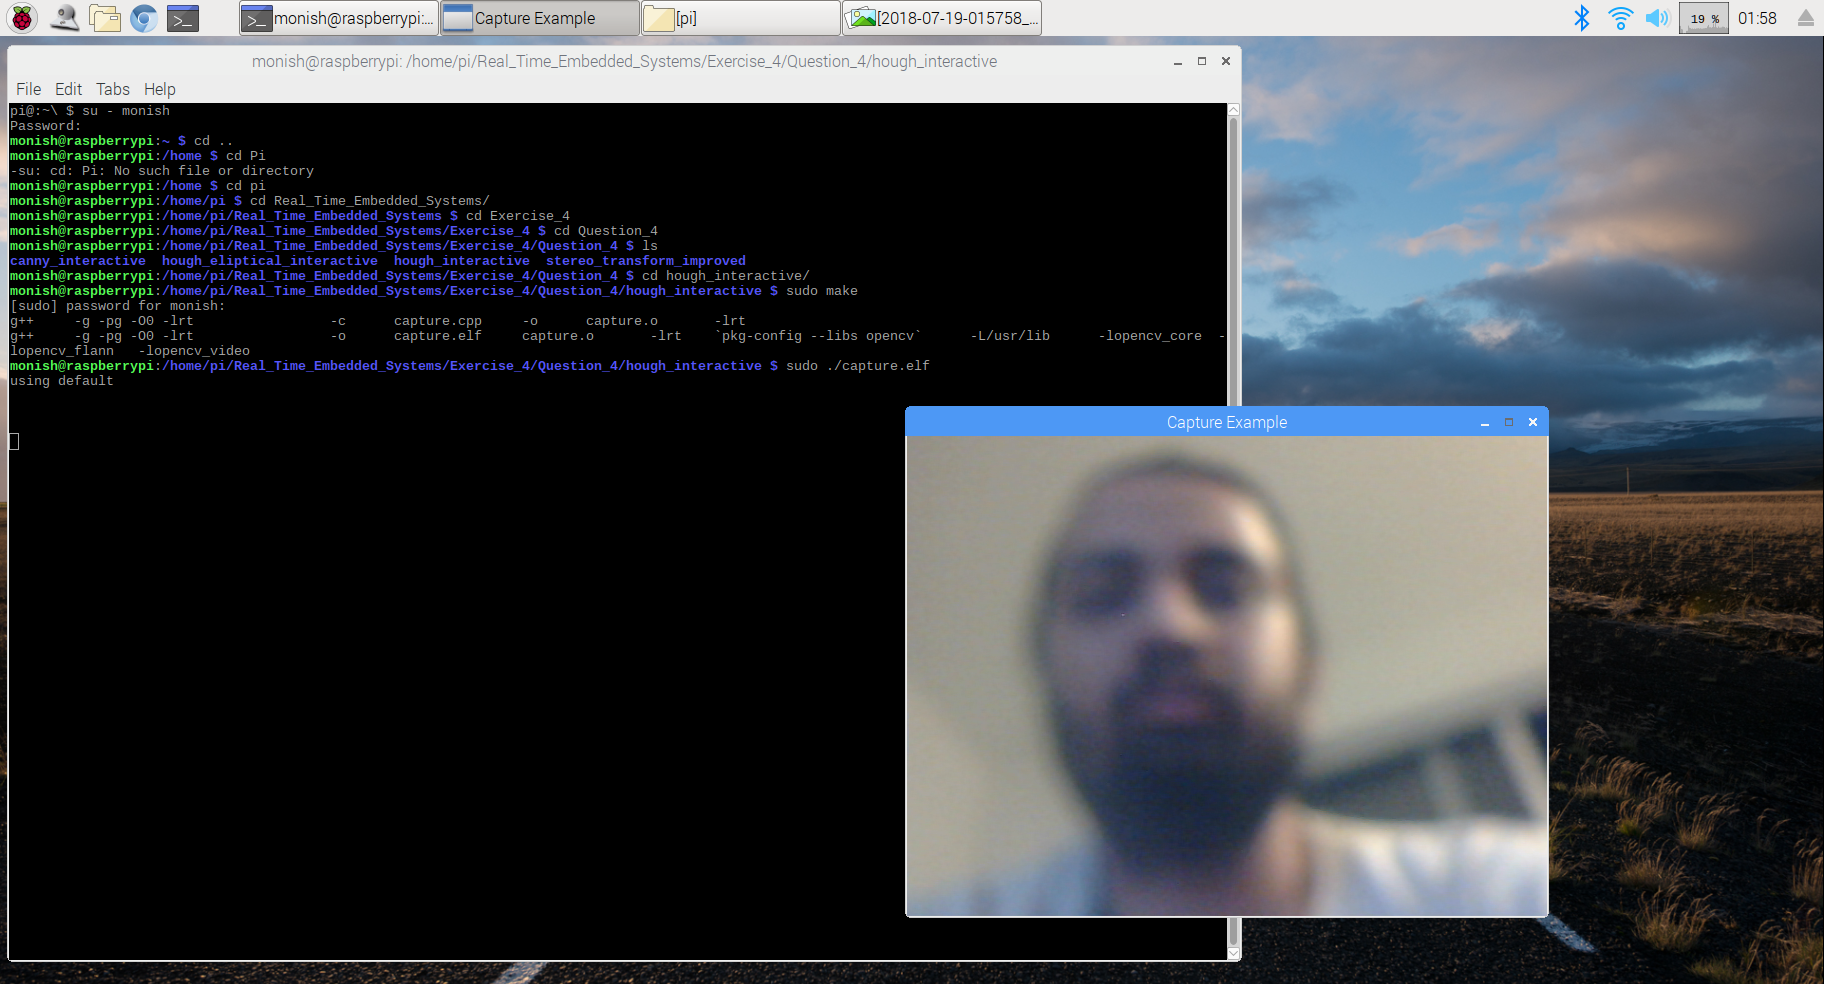 monish@raspberrypi:... Capture Example [pi] [2018-07-19-015758_... 19 % 01:58
monish@raspberrypi: /home/pi/Real_Time_Embedded_Systems/Exercise_4/Question_4/hough_interactive
File Edit Tabs Help
pi@:~\ $ su - monish
Password:
monish@raspberrypi:~ $ cd ..
monish@raspberrypi:/home $ cd Pi
-su: cd: Pi: No such file or directory
monish@raspberrypi:/home $ cd pi
monish@raspberrypi:/home/pi $ cd Real_Time_Embedded_Systems/
monish@raspberrypi:/home/pi/Real_Time_Embedded_Systems $ cd Exercise_4
monish@raspberrypi:/home/pi/Real_Time_Embedded_Systems/Exercise_4 $ cd Question_4
monish@raspberrypi:/home/pi/Real_Time_Embedded_Systems/Exercise_4/Question_4 $ ls
canny_interactive hough_eliptical_interactive hough_interactive stereo_transform_improved
monish@raspberrypi:/home/pi/Real_Time_Embedded_Systems/Exercise_4/Question_4 $ cd hough_interactive/
monish@raspberrypi:/home/pi/Real_Time_Embedded_Systems/Exercise_4/Question_4/hough_interactive $ sudo make
[sudo] password for monish:
g++ -g -pg -O0 -lrt -c capture.cpp -o capture.o -lrt
g++ -g -pg -O0 -lrt -o capture.elf capture.o -lrt `pkg-config --libs opencv` -L/usr/lib -lopencv_core -
lopencv_flann -lopencv_video
monish@raspberrypi:/home/pi/Real_Time_Embedded_Systems/Exercise_4/Question_4/hough_interactive $ sudo ./capture.elf
using default
Capture Example